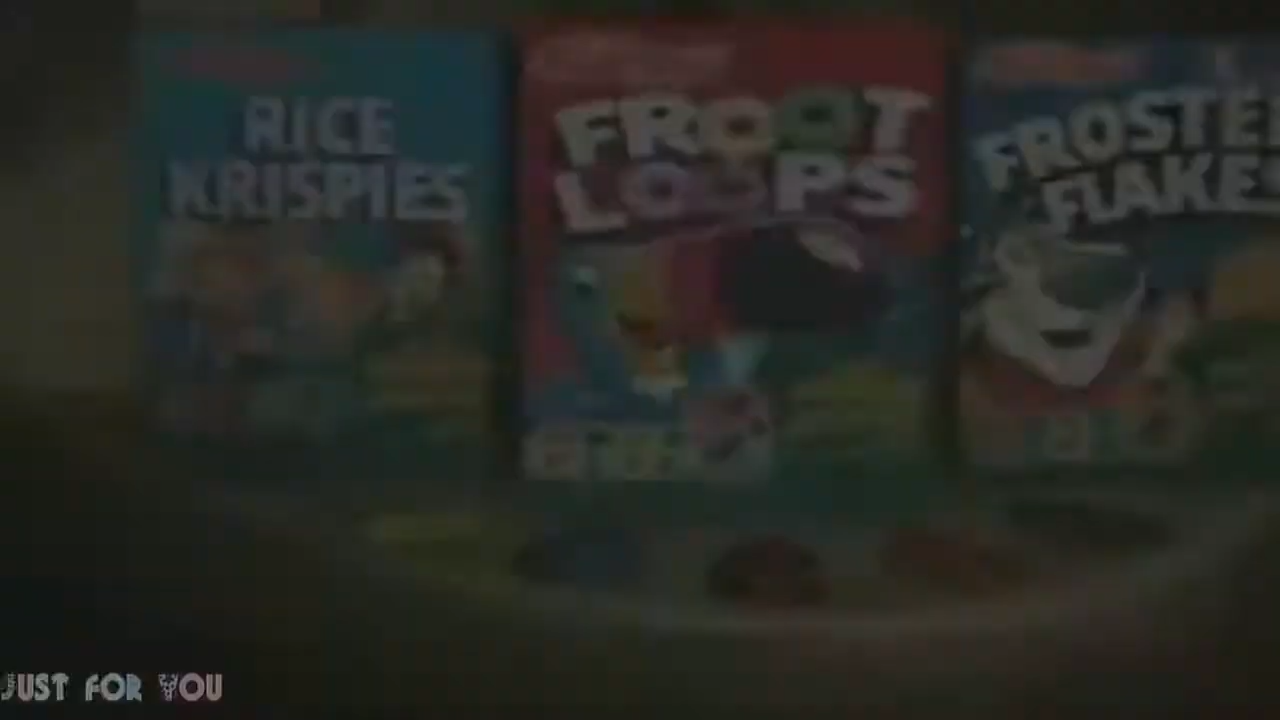 RICE
KRISPIES
FROOT
LOOPS
FROSTED
FLAKES
JUST FOR YOU